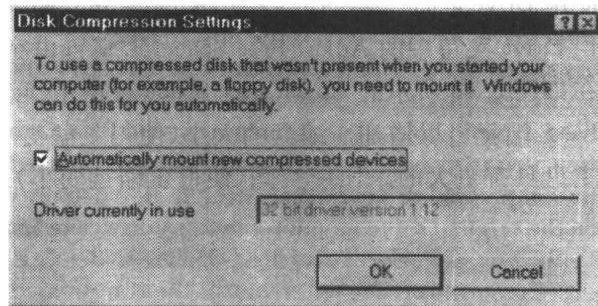 Disk Compression Settings
To use a compressed disk that wasn't present when you started your
computer (for example, a floppy disk), you need to mount it. Windows
can do this for you automatically.
Automatically mount new compressed devices
Driver currently in use
32 bit driver version 1.12
OK
Cancel